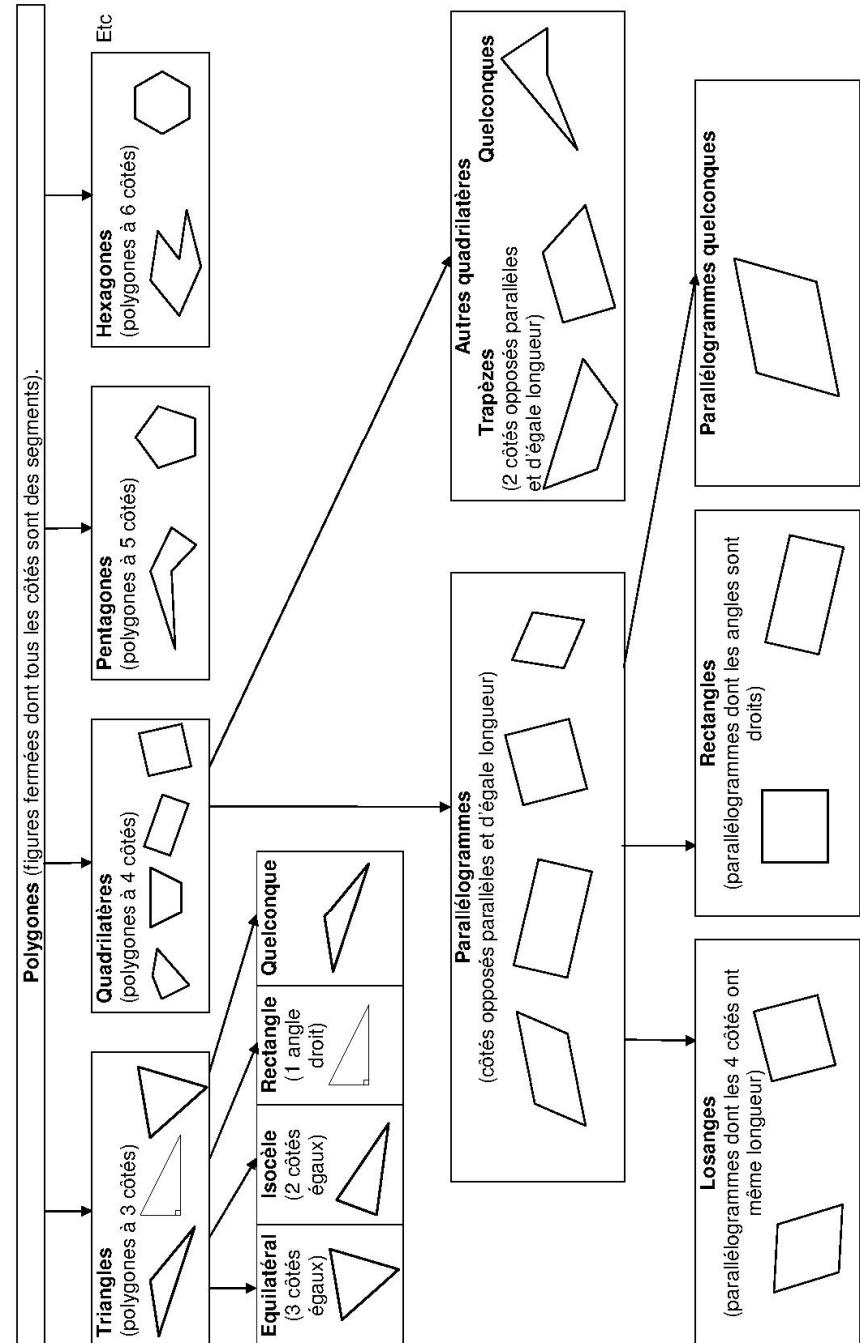 Polygones (figures fermées dont tous les côtés sont des segments).
Triangles
(polygones à 3 côtés)
Quadrilatères
(polygones à 4 côtés)
Pentagones
(polygones à 5 côtés)
Hexagones
(polygones à 6 côtés)
Etc
Equilatéral
(3 côtés
égaux)
Isocèle
(2 côtés
égaux)
Rectangle
(1 angle
droit)
Quelconque
Parallélogrammes
(côtés opposés parallèles et d'égale longueur)
Autres quadrilatères
Trapèzes
(2 côtés opposés parallèles
et d'égale longueur)
Quelconques
Losanges
(parallélogrammes dont les 4 côtés ont
même longueur)
Rectangles
(parallélogrammes dont les angles sont
droits)
Parallélogrammes quelconques